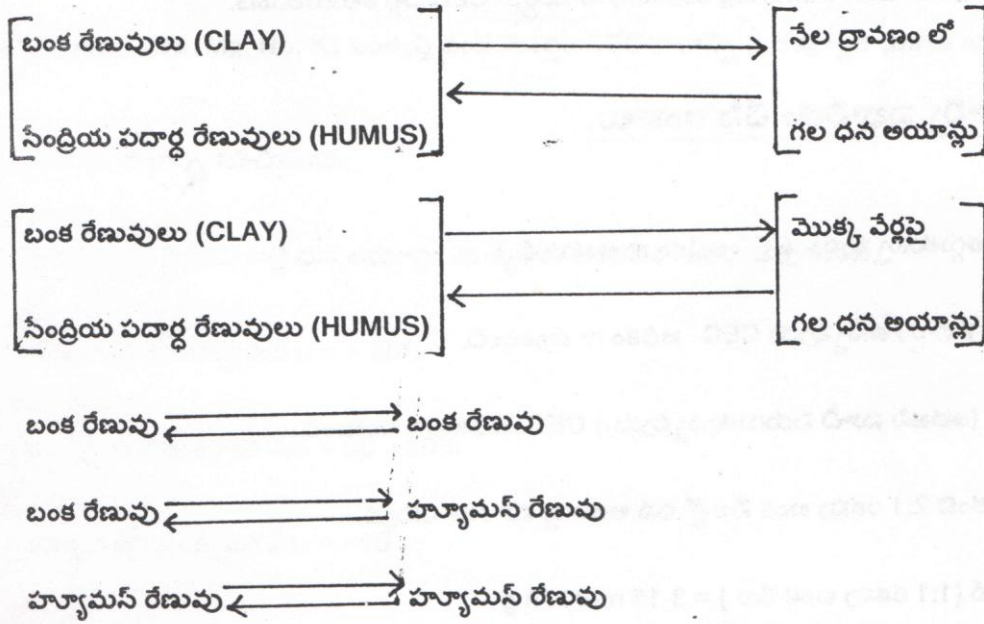 బంక రేణువులు (CLAY) నేల ద్రావణం లో
సేంద్రియ పదార్ధ రేణువులు (HUMUS) గల ధన అయాన్లు
బంక రేణువులు (CLAY) మొక్క వేర్లపై
సేంద్రియ పదార్ధ రేణువులు (HUMUS) గల ధన అయాన్లు
బంక రేణువు బంక రేణువు
బంక రేణువు హ్యూమస్ రేణువు
హ్యూమస్ రేణువు హ్యూమస్ రేణువు